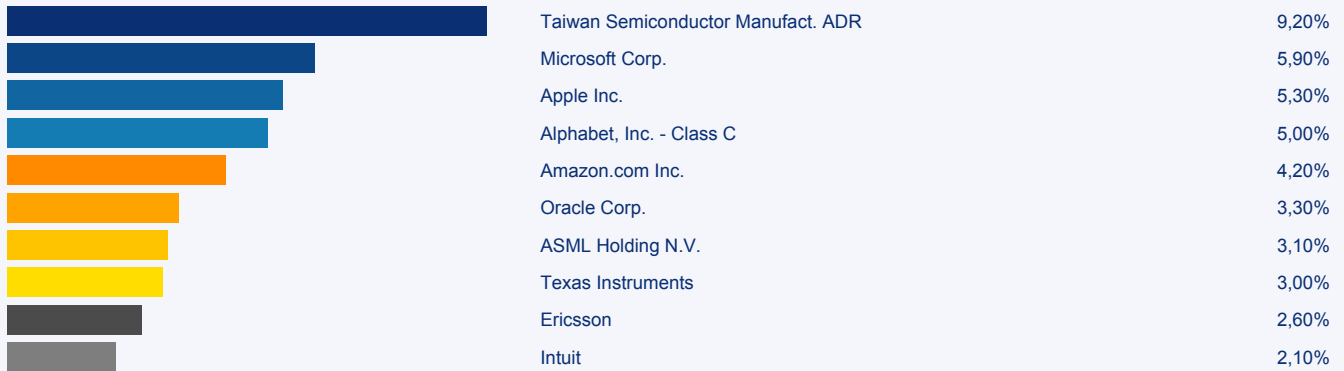 Taiwan Semiconductor Manufact. ADR 9,20%
Microsoft Corp. 5,90%
Apple Inc. 5,30%
Alphabet, Inc. - Class C 5,00%
Amazon.com Inc. 4,20%
Oracle Corp. 3,30%
ASML Holding N.V. 3,10%
Texas Instruments 3,00%
Ericsson 2,60%
Intuit 2,10%